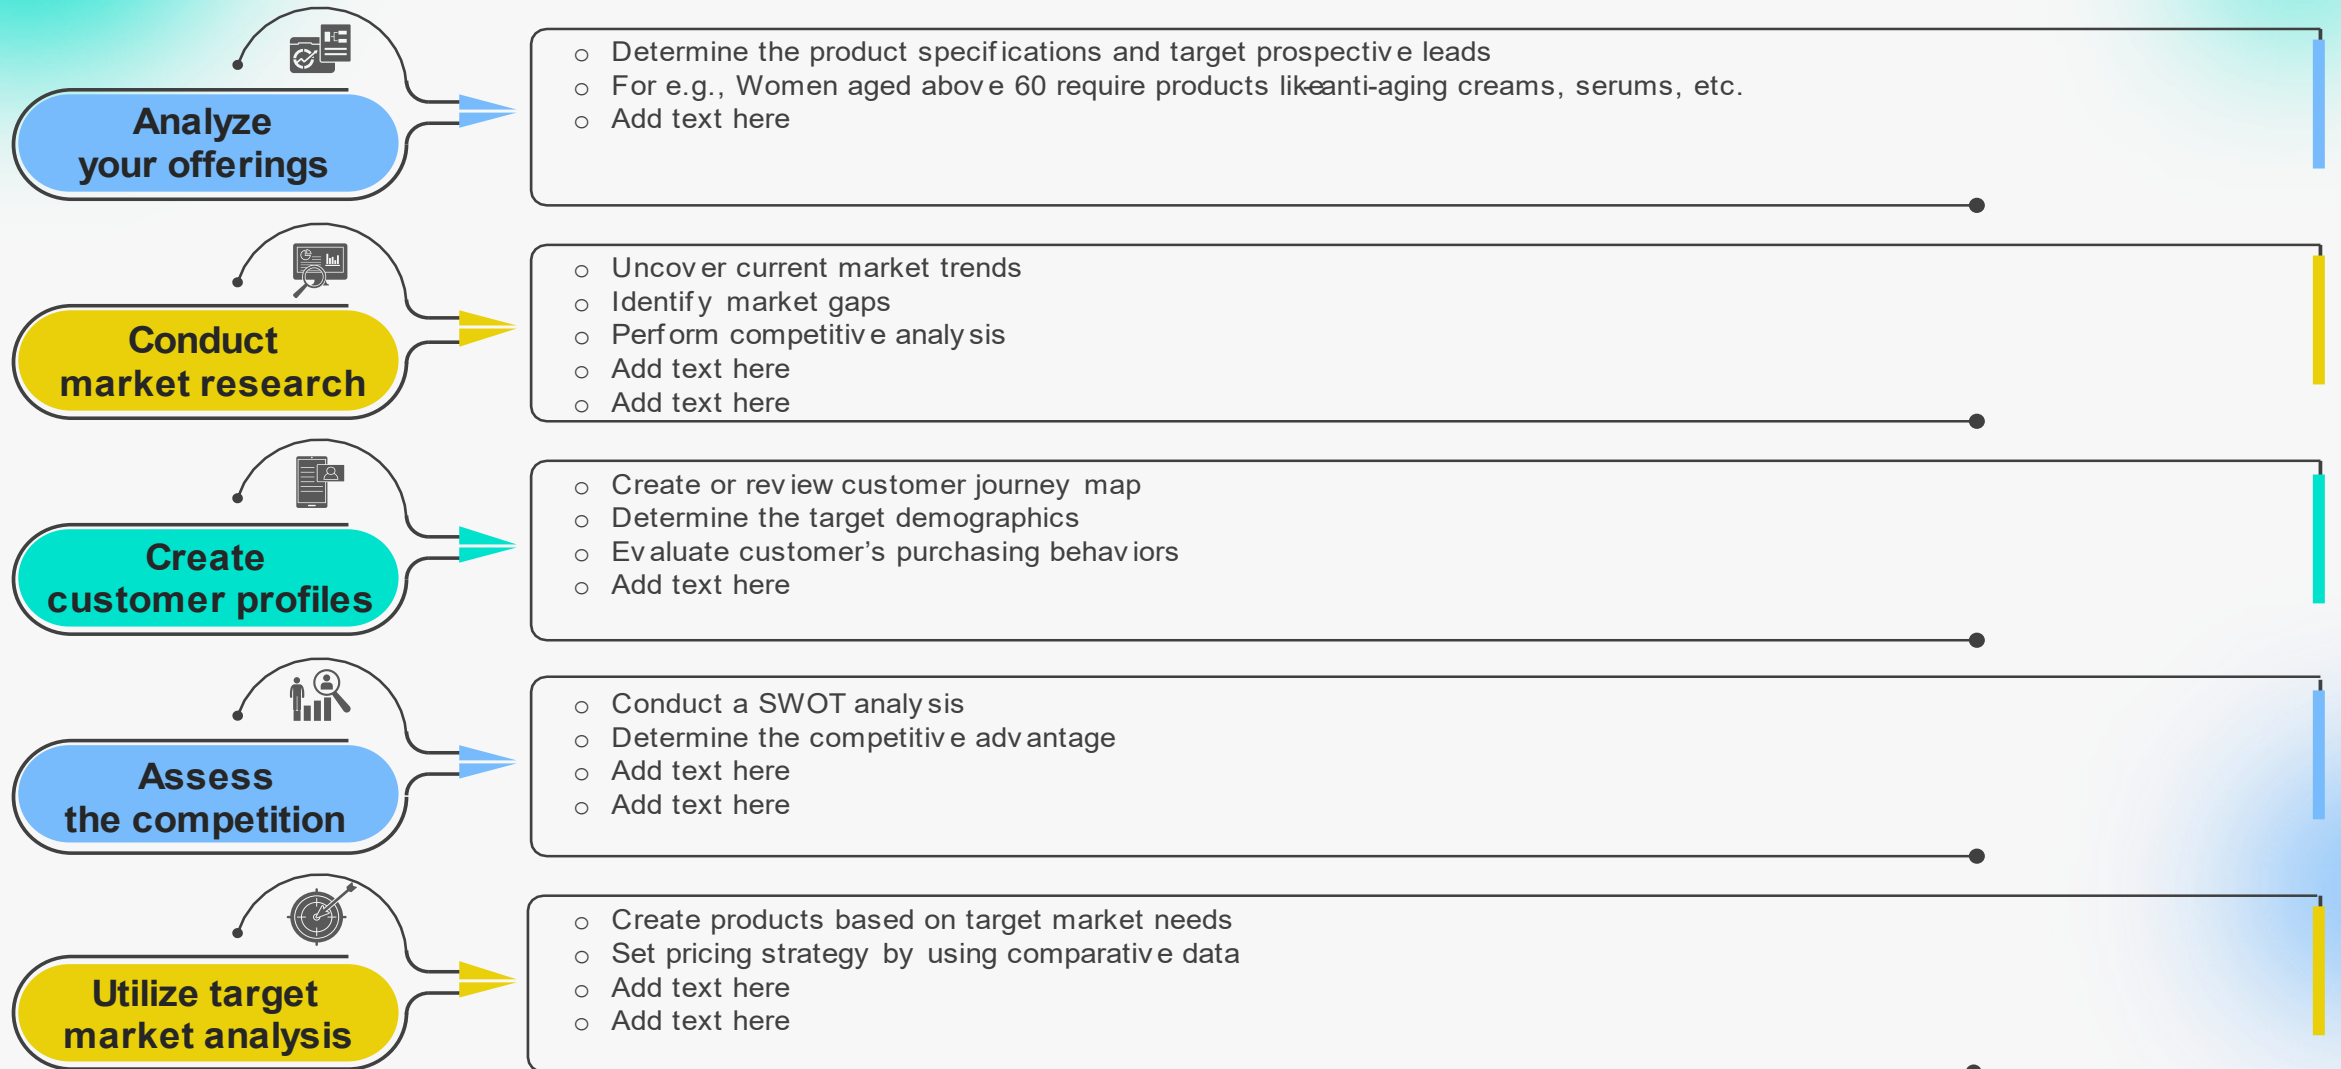 Analyze
your offerings
o Determine the product specifications and target prospective leads
o For e.g., Women aged above 60 require products like-anti-aging creams, serums, etc.
o Add text here
Conduct
market research
o Uncover current market trends
o Identify market gaps
o Perform competitive analysis
o Add text here
o Add text here
Create
customer profiles
o Create or review customer journey map
o Determine the target demographics
o Evaluate customer’s purchasing behaviors
o Add text here
Assess
the competition
o Conduct a SWOT analysis
o Determine the competitive advantage
o Add text here
o Add text here
Utilize target
market analysis
o Create products based on target market needs
o Set pricing strategy by using comparative data
o Add text here
o Add text here